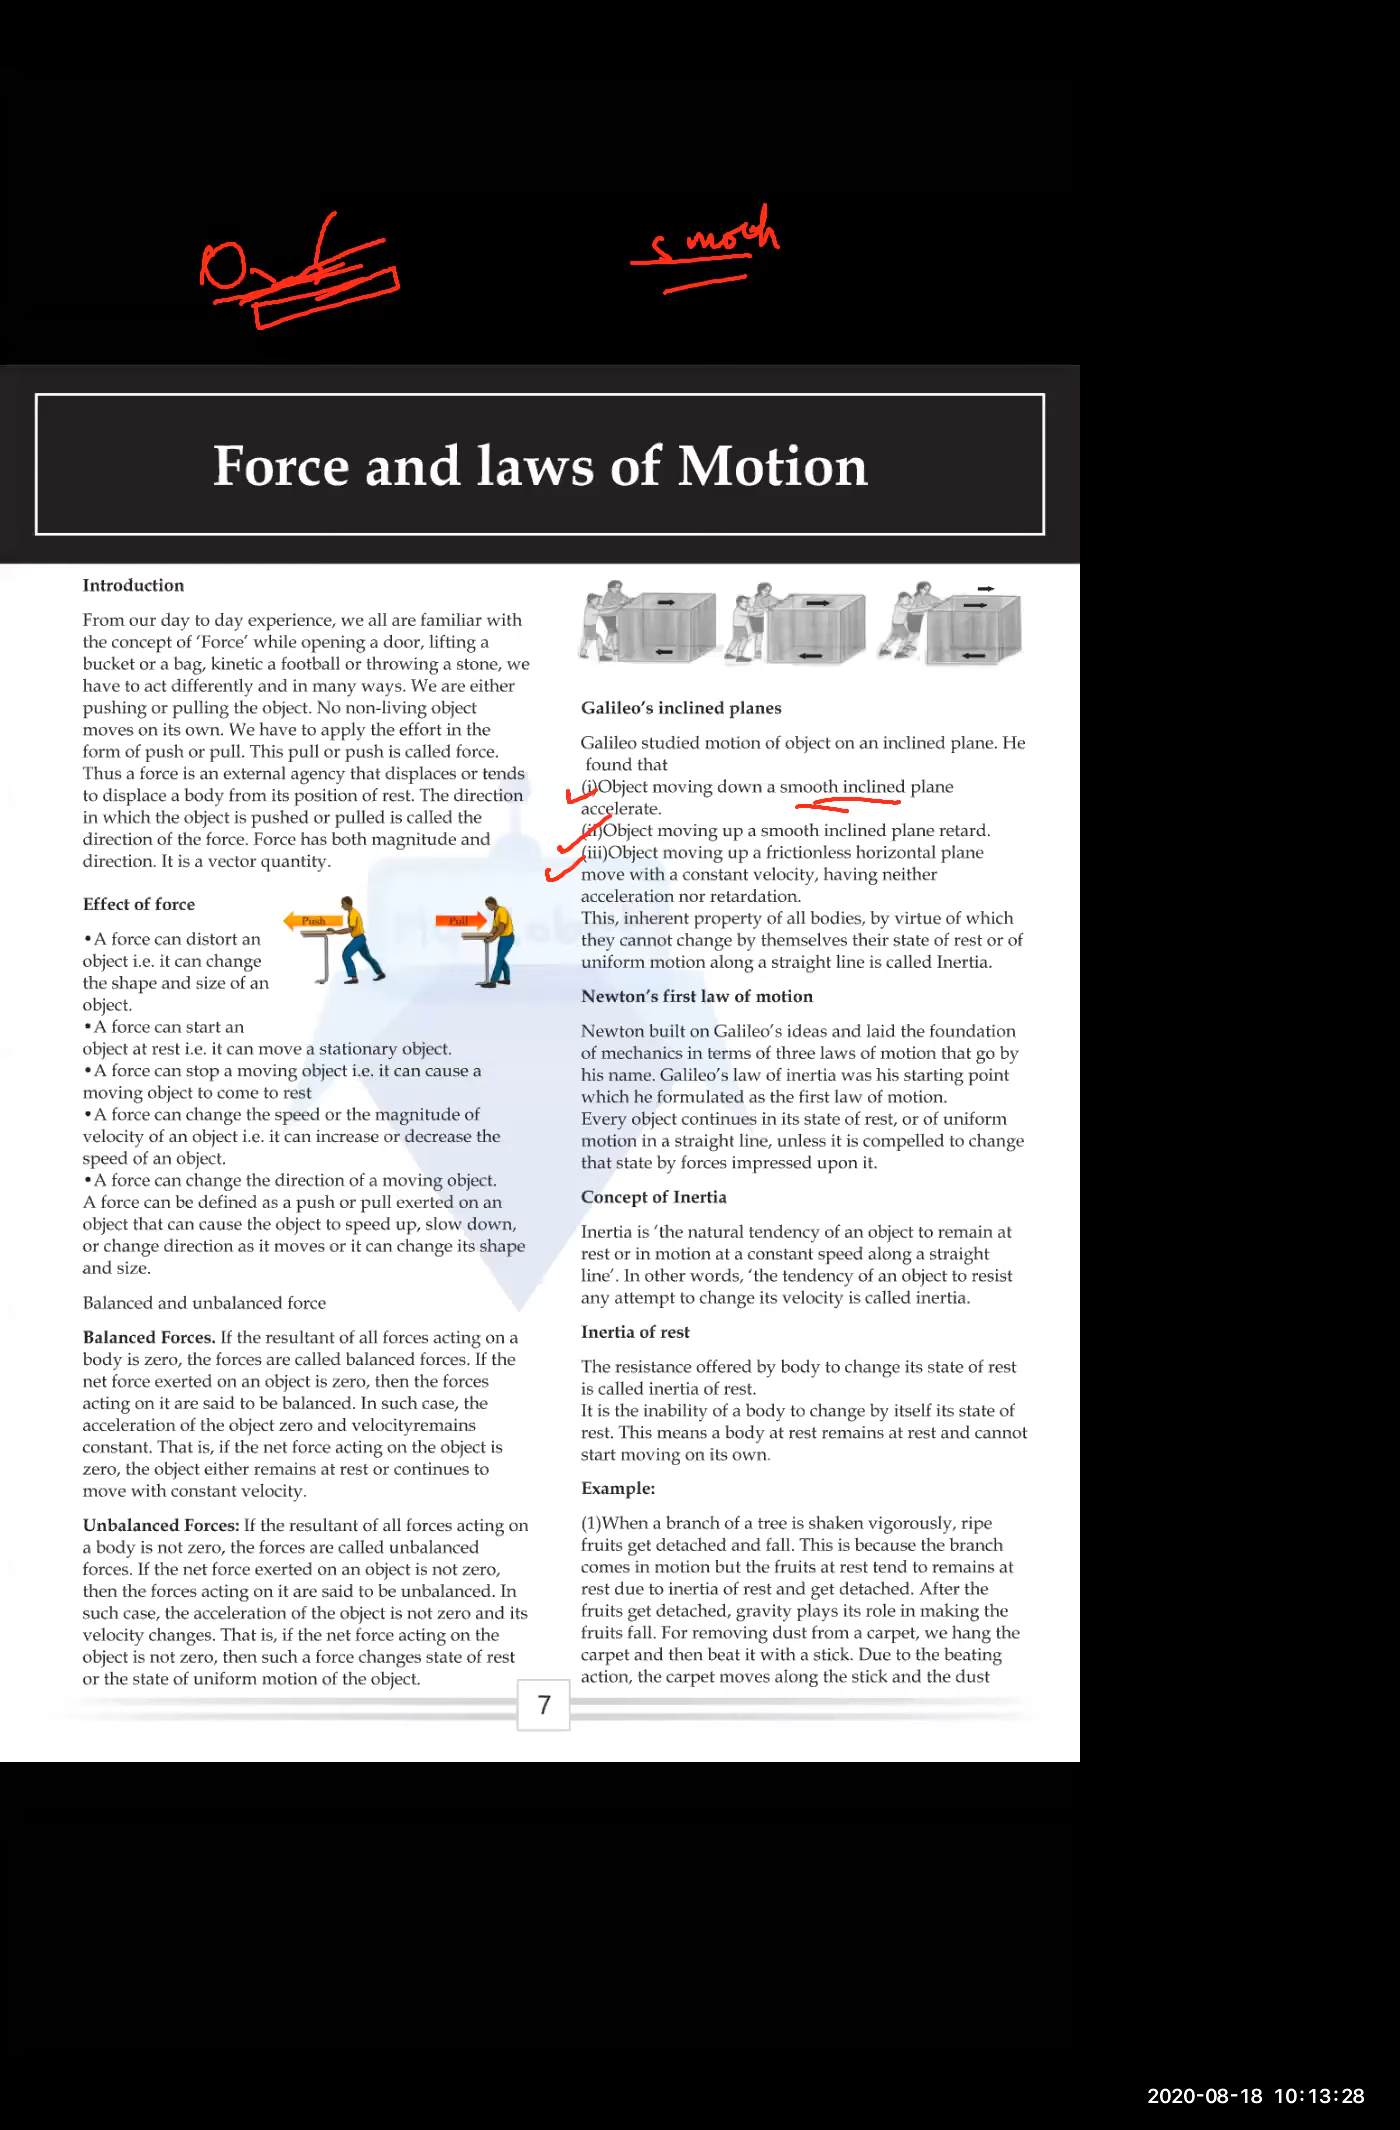 smooth
Force and laws of Motion
Introduction
From our day to day experience, we all are familiar with
the concept of ‘Force’ while opening a door, lifting a
bucket or a bag, kinetic a football or throwing a stone, we
have to act differently and in many ways. We are either
pushing or pulling the object. No non-living object
moves on its own. We have to apply the effort in the
form of push or pull. This pull or push is called force.
Thus a force is an external agency that displaces or tends
to displace a body from its position of rest. The direction
in which the object is pushed or pulled is called the
direction of the force. Force has both magnitude and
direction. It is a vector quantity.
Effect of force
Push
Pull
•A force can distort an
object i.e. it can change
the shape and size of an
object.
•A force can start an
object at rest i.e. it can move a stationary object.
•A force can stop a moving object i.e. it can cause a
moving object to come to rest
•A force can change the speed or the magnitude of
velocity of an object i.e. it can increase or decrease the
speed of an object.
•A force can change the direction of a moving object.
A force can be defined as a push or pull exerted on an
object that can cause the object to speed up, slow down,
or change direction as it moves or it can change its shape
and size.
Balanced and unbalanced force
Balanced Forces. If the resultant of all forces acting on a
body is zero, the forces are called balanced forces. If the
net force exerted on an object is zero, then the forces
acting on it are said to be balanced. In such case, the
acceleration of the object zero and velocityremains
constant. That is, if the net force acting on the object is
zero, the object either remains at rest or continues to
move with constant velocity.
Unbalanced Forces: If the resultant of all forces acting on
a body is not zero, the forces are called unbalanced
forces. If the net force exerted on an object is not zero,
then the forces acting on it are said to be unbalanced. In
such case, the acceleration of the object is not zero and its
velocity changes. That is, if the net force acting on the
object is not zero, then such a force changes state of rest
or the state of uniform motion of the object.
Galileo’s inclined planes
Galileo studied motion of object on an inclined plane. He
found that
(i)Object moving down a smooth inclined plane
accelerate.
(ii)Object moving up a smooth inclined plane retard.
(iii)Object moving up a frictionless horizontal plane
move with a constant velocity, having neither
acceleration nor retardation.
This, inherent property of all bodies, by virtue of which
they cannot change by themselves their state of rest or of
uniform motion along a straight line is called Inertia.
Newton’s first law of motion
Newton built on Galileo’s ideas and laid the foundation
of mechanics in terms of three laws of motion that go by
his name. Galileo’s law of inertia was his starting point
which he formulated as the first law of motion.
Every object continues in its state of rest, or of uniform
motion in a straight line, unless it is compelled to change
that state by forces impressed upon it.
Concept of Inertia
Inertia is ‘the natural tendency of an object to remain at
rest or in motion at a constant speed along a straight
line’. In other words, ‘the tendency of an object to resist
any attempt to change its velocity is called inertia.
Inertia of rest
The resistance offered by body to change its state of rest
is called inertia of rest.
It is the inability of a body to change by itself its state of
rest. This means a body at rest remains at rest and cannot
start moving on its own.
Example:
(1)When a branch of a tree is shaken vigorously, ripe
fruits get detached and fall. This is because the branch
comes in motion but the fruits at rest tend to remains at
rest due to inertia of rest and get detached. After the
fruits get detached, gravity plays its role in making the
fruits fall. For removing dust from a carpet, we hang the
carpet and then beat it with a stick. Due to the beating
action, the carpet moves along the stick and the dust
7
2020-08-18 10:13:28